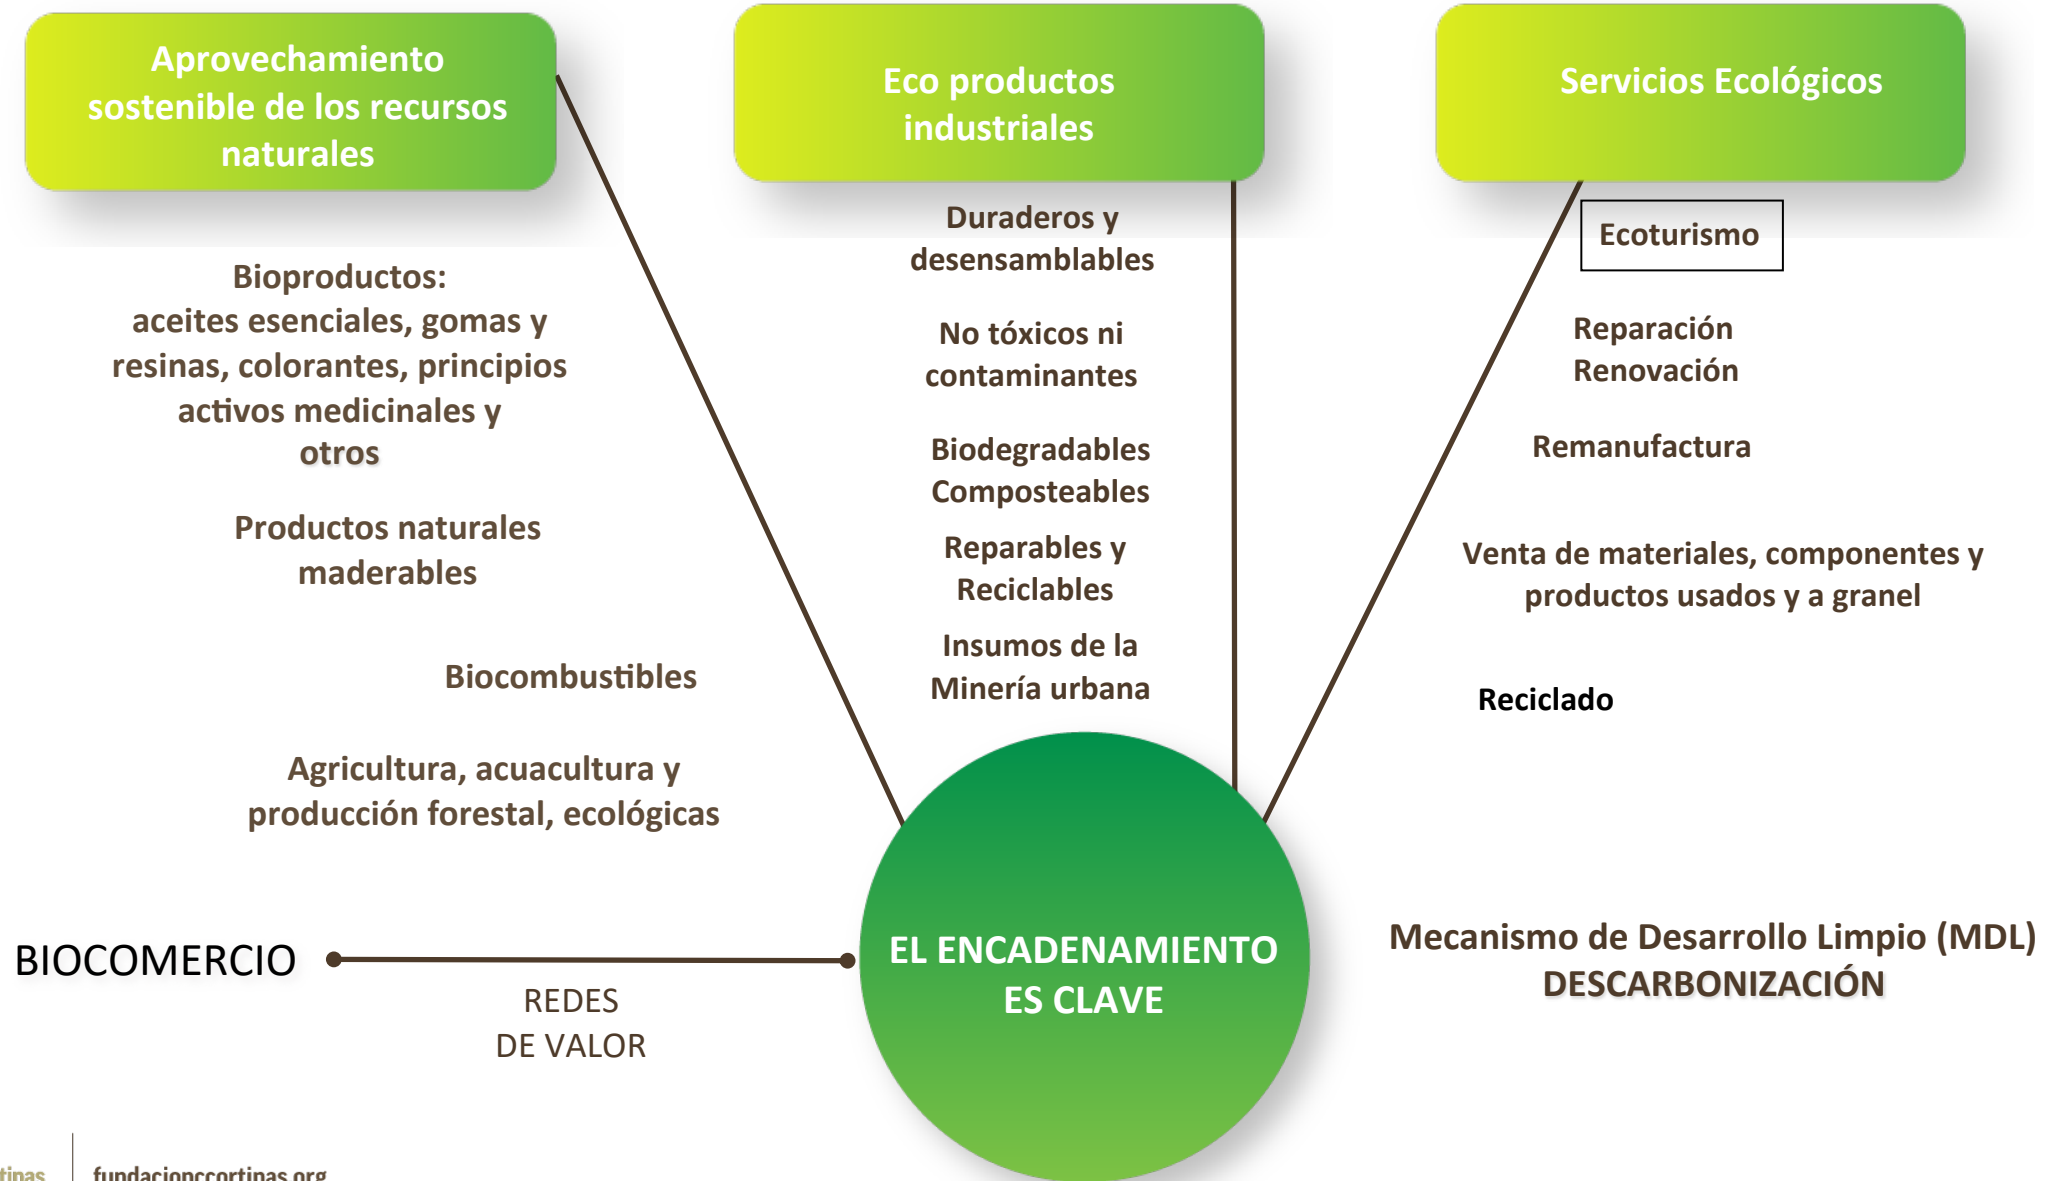 Aprovechamiento
sostenible de los recursos
naturales
Bioproductos:
aceites esenciales, gomas y
resinas, colorantes, principios
activos medicinales y
otros
Productos naturales
maderables
Biocombustibles
Agricultura, acuacultura y
producción forestal, ecológicas
Eco productos
industriales
Duraderos y
desensamblables
No tóxicos ni
contaminantes
Biodegradables
Composteables
Reparables y
Reciclables
Insumos de la
Minería urbana
Servicios Ecológicos
Ecoturismo
Reparación
Renovación
Remanufactura
Venta de materiales, componentes y
productos usados y a granel
Reciclado
BIOCOMERCIO
REDES
DE VALOR
EL ENCADENAMIENTO
ES CLAVE
Mecanismo de Desarrollo Limpio (MDL)
DESCARBONIZACIÓN
fundacionccortinas.org